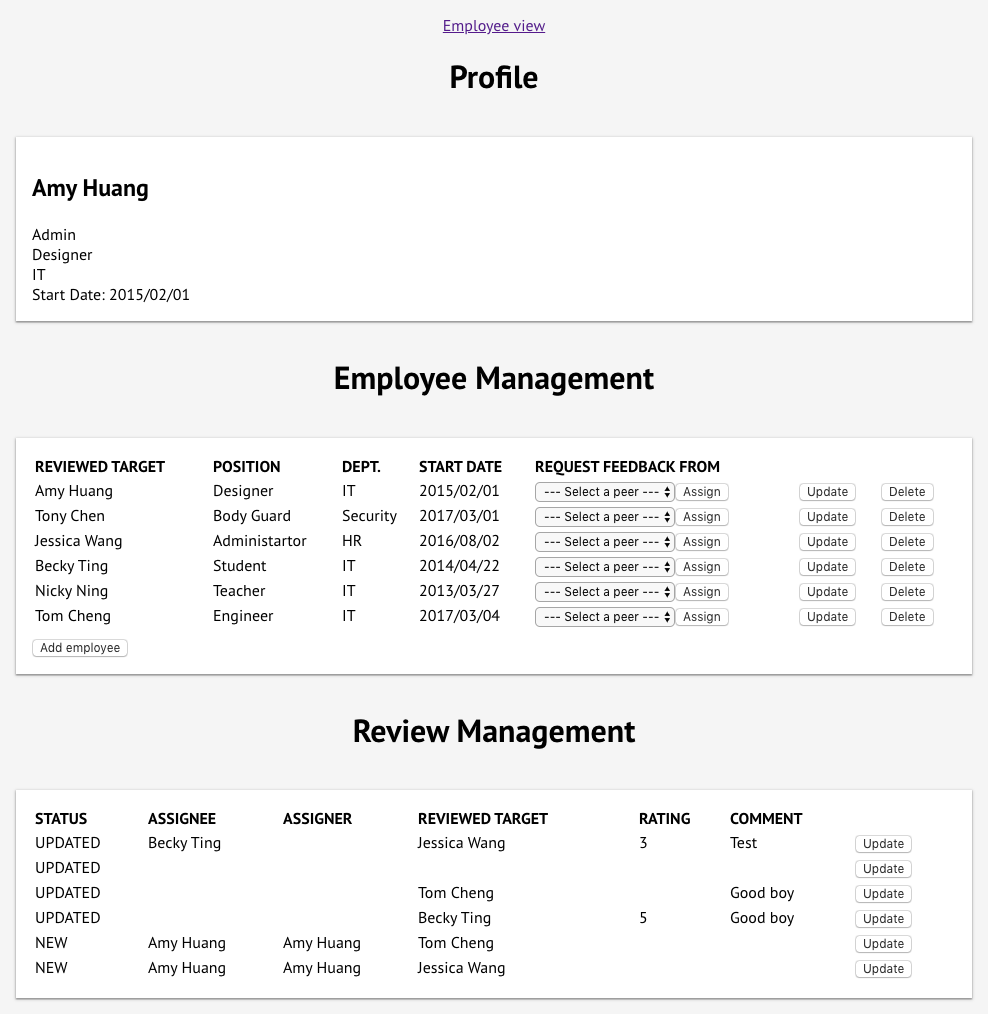 Employee view
Profile
Amy Huang
Admin
Designer
IT
Start Date: 2015/02/01
Employee Management
REVIEWED TARGET POSITION DEPT. START DATE REQUEST FEEDBACK FROM
Amy Huang Designer IT 2015/02/01 --- Select a peer --- Assign Update Delete
Tony Chen Body Guard Security 2017/03/01 --- Select a peer --- Assign Update Delete
Jessica Wang Administartor HR 2016/08/02 --- Select a peer --- Assign Update Delete
Becky Ting Student IT 2014/04/22 --- Select a peer --- Assign Update Delete
Nicky Ning Teacher IT 2013/03/27 --- Select a peer --- Assign Update Delete
Tom Cheng Engineer IT 2017/03/04 --- Select a peer --- Assign Update Delete
Add employee
Review Management
STATUS ASSIGNEE ASSIGNER REVIEWED TARGET RATING COMMENT
UPDATED Becky Ting Jessica Wang 3 Test Update
UPDATED Update
UPDATED Tom Cheng Good boy Update
UPDATED Becky Ting 5 Good boy Update
NEW Amy Huang Amy Huang Tom Cheng Update
NEW Amy Huang Amy Huang Jessica Wang Update